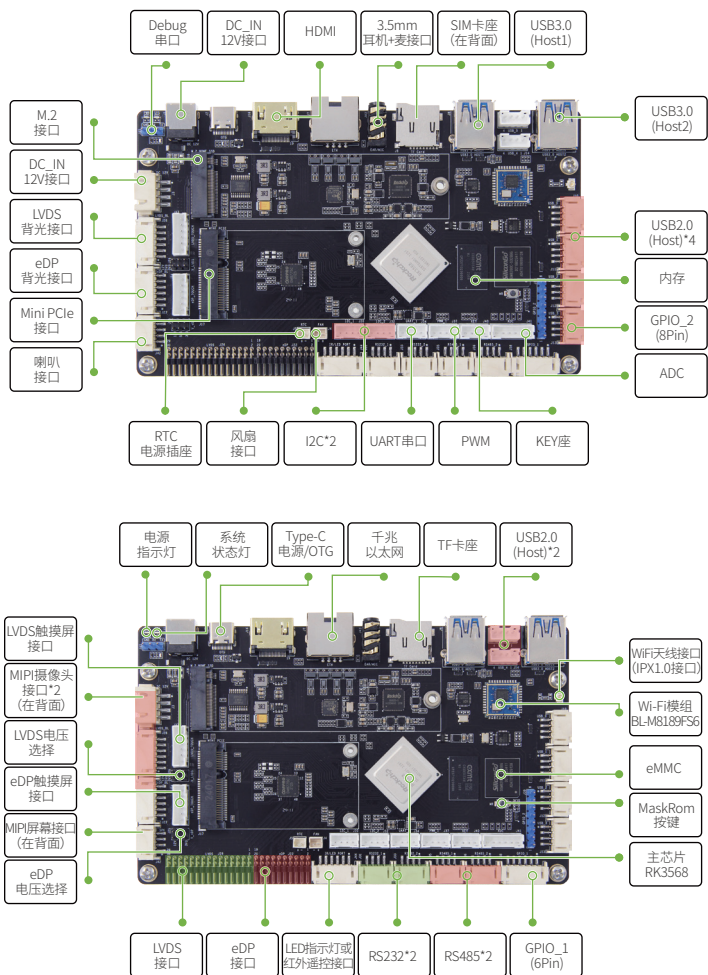 Debug
串口
DC_IN
12V接口
HDMI
3.5mm
耳机+麦接口
SIM卡座
(在背面)
USB3.0
(Host1)
M.2
接口
DC_IN
12V接口
LVDS
背光接口
eDP
背光接口
Mini PCIe
接口
喇叭
接口
USB3.0
(Host2)
USB2.0
(Host)*4
内存
GPIO_2
(8Pin)
ADC
RTC
电源插座
风扇
接口
I2C*2
UART串口
PWM
KEY座
电源
指示灯
系统
状态灯
Type-C
电源/OTG
千兆
以太网
TF卡座
USB2.0
(Host)*2
LVDS触摸屏
接口
MIPI摄像头
接口*2
(在背面)
LVDS电压
选择
eDP触摸屏
接口
MIPI屏幕接口
(在背面)
eDP
电压选择
WiFi天线接口
(IPX1.0接口)
Wi-Fi模组
BL-M8189FS6
eMMC
MaskRom
按键
主芯片
RK3568
LVDS
接口
eDP
接口
LED指示灯或
红外遥控接口
RS232*2
RS485*2
GPIO_1
(6Pin)